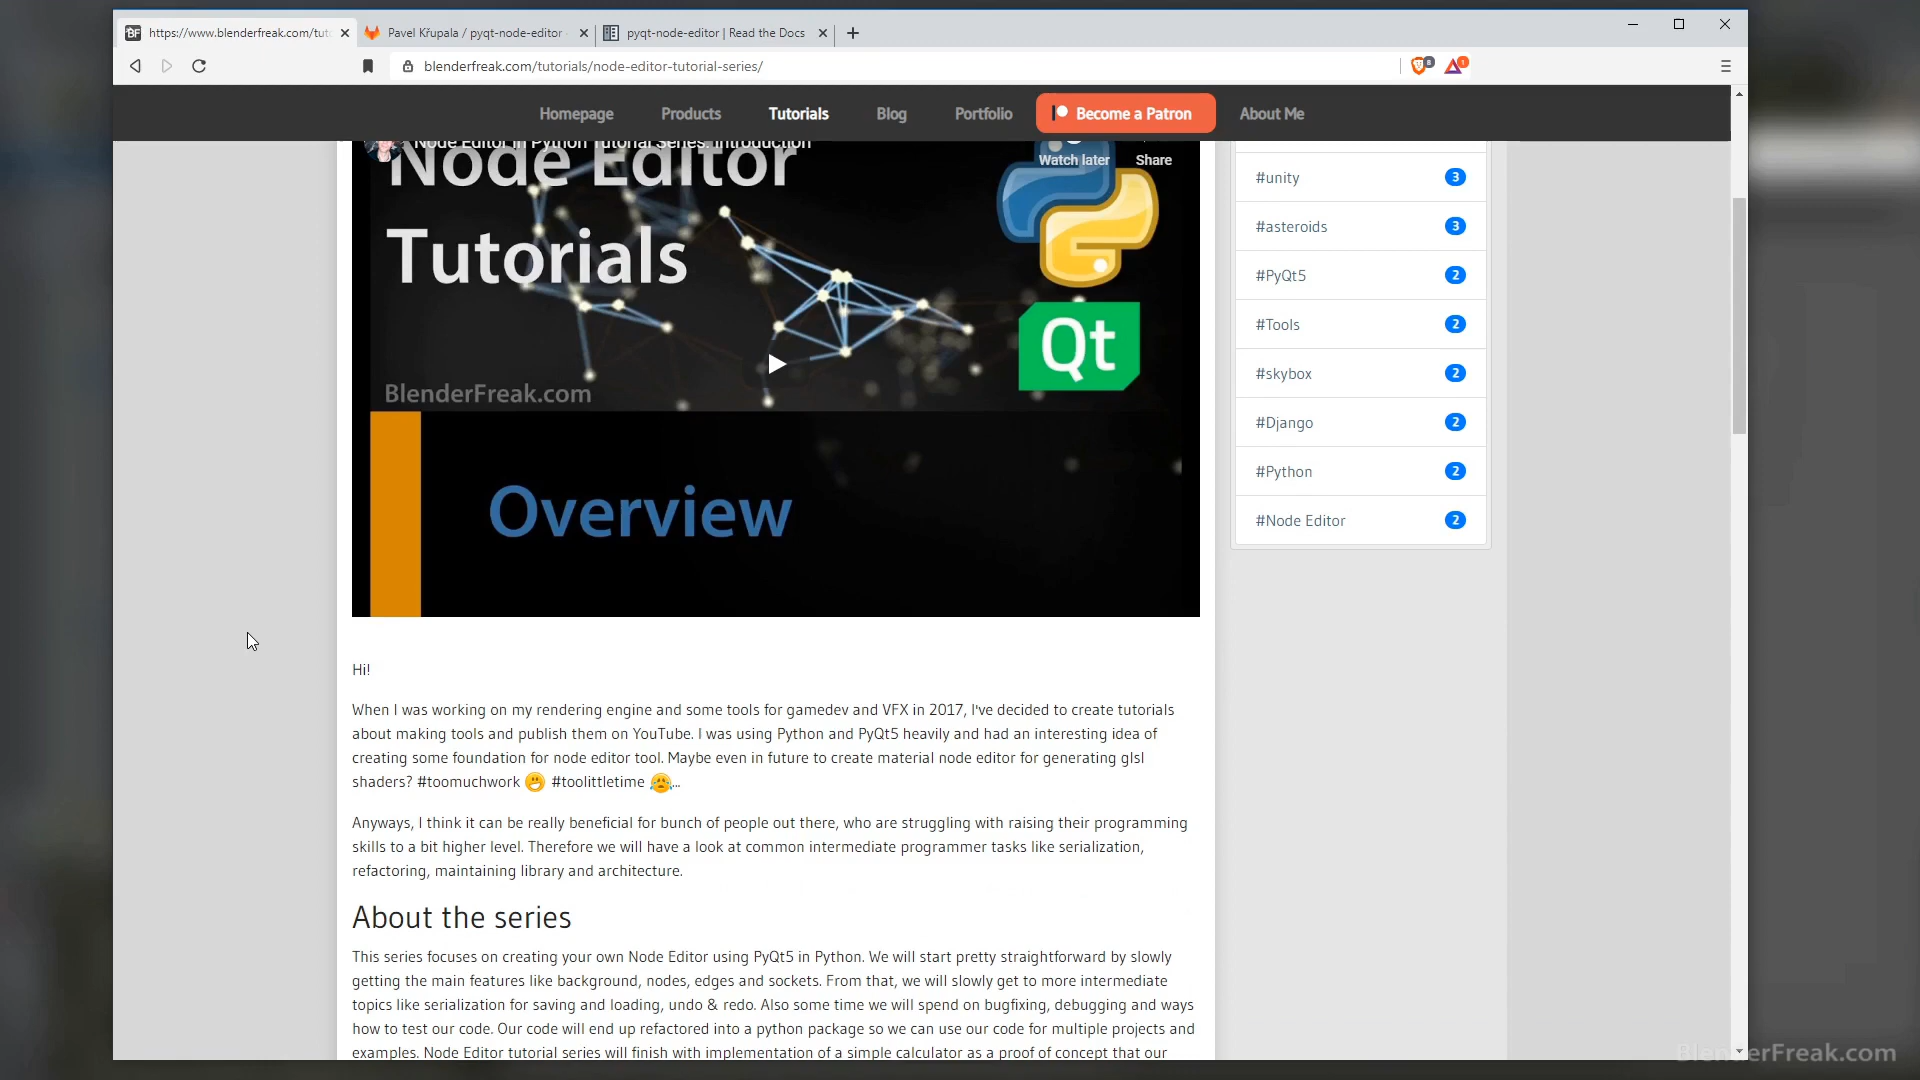 https://www.blenderfreak.com/tuto
Pavel Křupala / pyqt-node-editor
pyqt-node-editor | Read the Docs
blenderfreak.com/tutorials/node-editor-tutorial-series/
8
1
Homepage
Products
Tutorials
Blog
Portfolio
Become a Patron
About Me
Node Editor in Python Tutorial Series: Introduction
Watch later
Share
Node Editor
Tutorials
Qt
BlenderFreak.com
Overview
#unity 3
#asteroids 3
#PyQt5 2
#Tools 2
#skybox 2
#Django 2
#Python 2
#Node Editor 2
Hi!
When I was working on my rendering engine and some tools for gamedev and VFX in 2017, I've decided to create tutorials
about making tools and publish them on YouTube. I was using Python and PyQt5 heavily and had an interesting idea of
creating some foundation for node editor tool. Maybe even in future to create material node editor for generating glsl
shaders? #toomuchwork 😀 #toolittletime 😥...
Anyways, I think it can be really beneficial for bunch of people out there, who are struggling with raising their programming
skills to a bit higher level. Therefore we will have a look at common intermediate programmer tasks like serialization,
refactoring, maintaining library and architecture.
About the series
This series focuses on creating your own Node Editor using PyQt5 in Python. We will start pretty straightforward by slowly
getting the main features like background, nodes, edges and sockets. From that, we will slowly get to more intermediate
topics like serialization for saving and loading, undo & redo. Also some time we will spend on bugfixing, debugging and ways
how to test our code. Our code will end up refactored into a python package so we can use our code for multiple projects and
examples. Node Editor tutorial series will finish with implementation of a simple calculator as a proof of concept that our
BlenderFreak.com